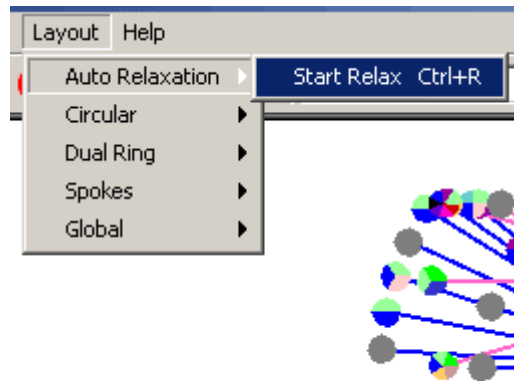 Layout Help
Auto Relaxation
Start Relax Ctrl+R
Circular
Dual Ring
Spokes
Global